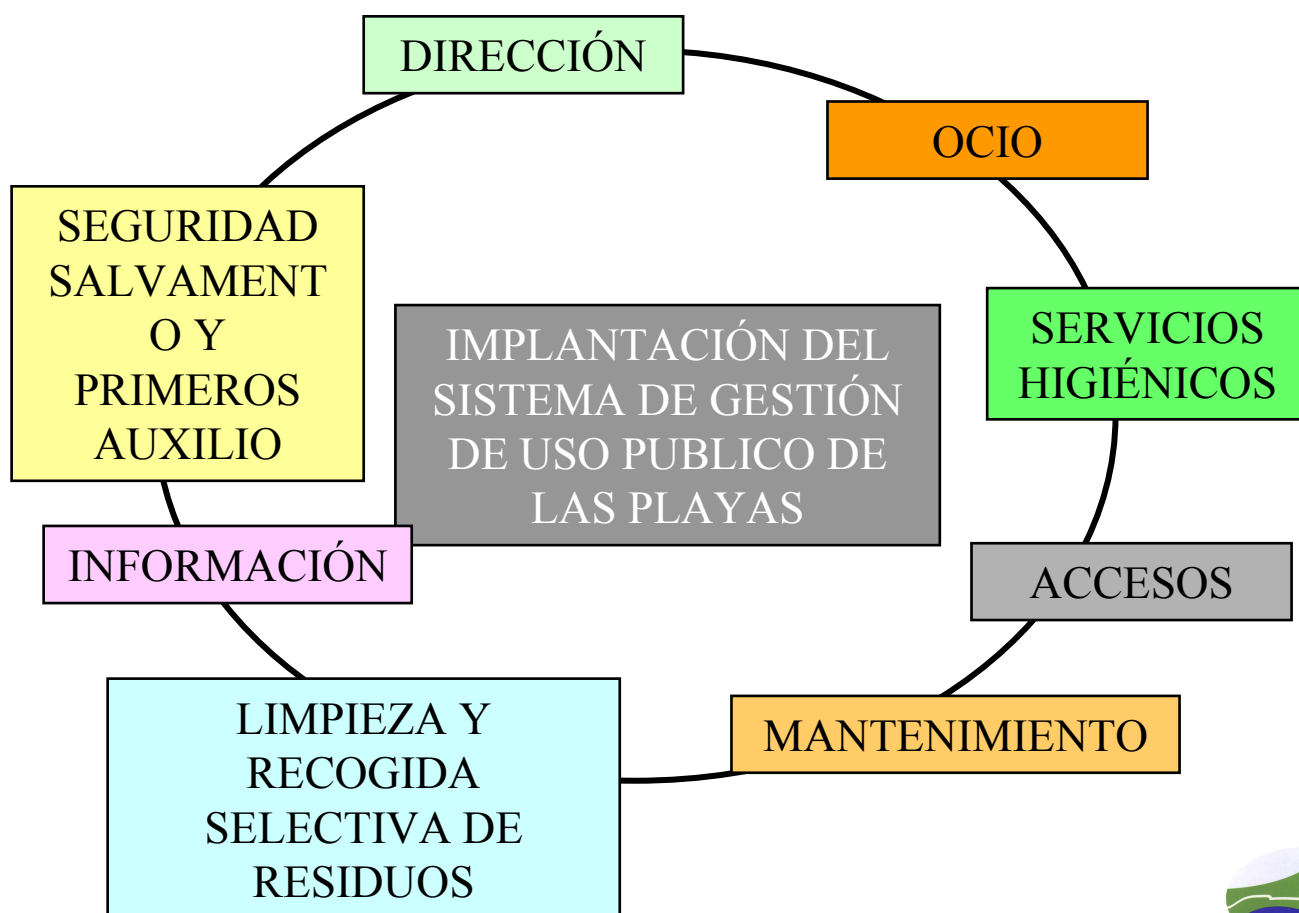 DIRECCIÓN
OCIO
SEGURIDAD
SALVAMENT
O Y
PRIMEROS
AUXILIO
SERVICIOS
HIGIÉNICOS
IMPLANTACIÓN DEL
SISTEMA DE GESTIÓN
DE USO PUBLICO DE
LAS PLAYAS
INFORMACIÓN
ACCESOS
LIMPIEZA Y
RECOGIDA
SELECTIVA DE
RESIDUOS
MANTENIMIENTO